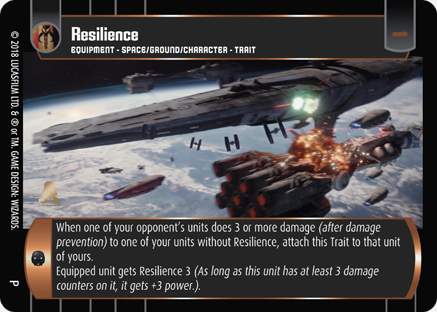 Resilience
EQUIPMENT - SPACE/GROUND/CHARACTER - TRAIT
When one of your opponent's units does 3 or more damage (after damage
prevention) to one of your units without Resilience, attach this Trait to that unit
of yours.
Equipped unit gets Resilience 3 (As long as this unit has at least 3 damage
counters on it, it gets +3 power.).
© 2018 LUCASFILM LTD. & ® or TM. GAME DESIGN: WIZARDS.
P